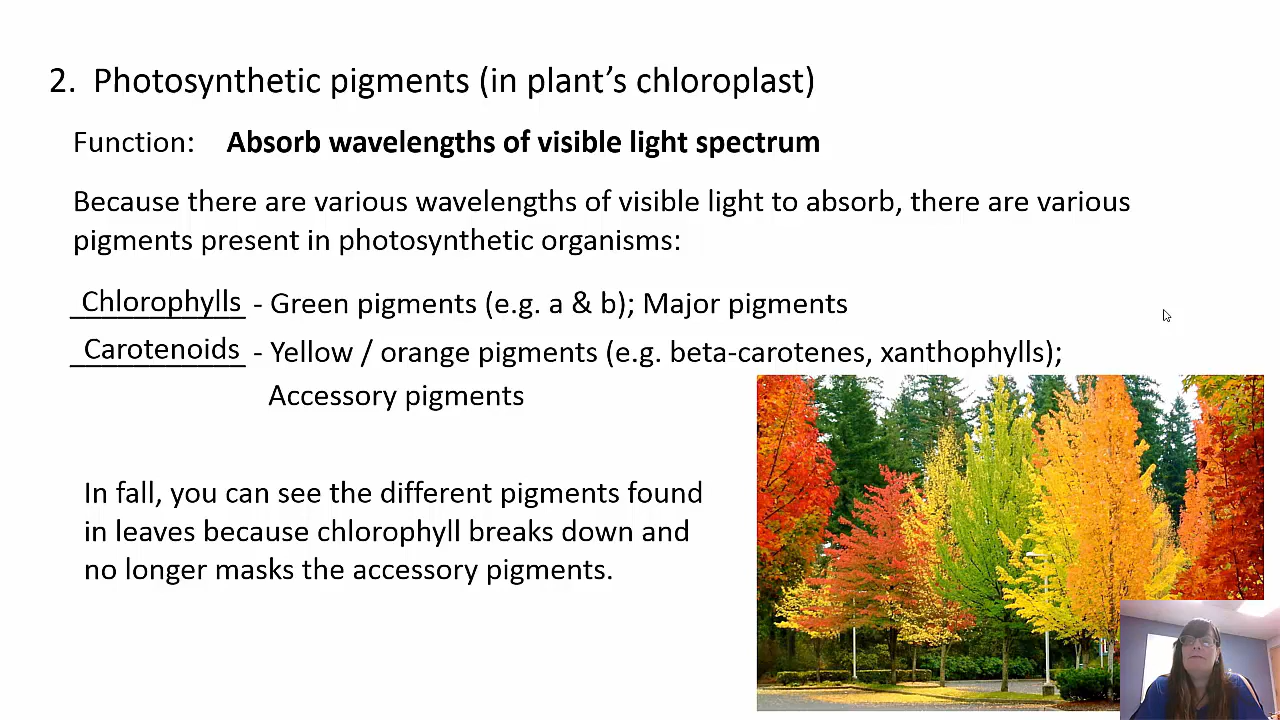 2. Photosynthetic pigments (in plant's chloroplast)
Function: Absorb wavelengths of visible light spectrum
Because there are various wavelengths of visible light to absorb, there are various
pigments present in photosynthetic organisms:
Chlorophylls - Green pigments (e.g. a & b); Major pigments
Carotenoids - Yellow / orange pigments (e.g. beta-carotenes, xanthophylls);
Accessory pigments
In fall, you can see the different pigments found
in leaves because chlorophyll breaks down and
no longer masks the accessory pigments.